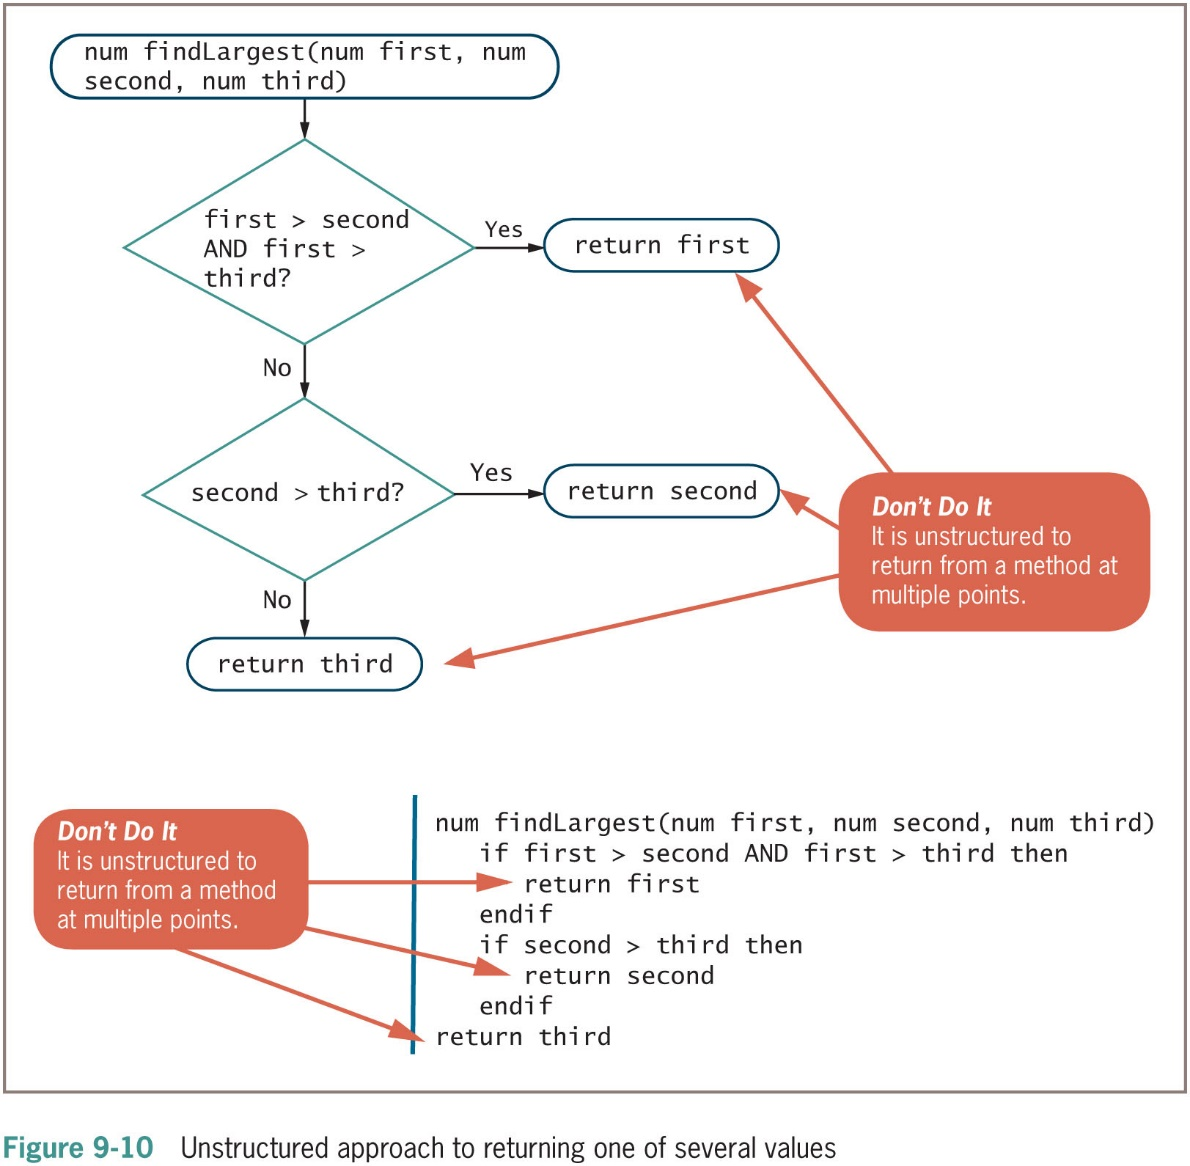 num findLargest(num first, num
second, num third)
first > second
AND first >
third?
Yes
return first
No
second > third?
Yes
return second
Don't Do It
It is unstructured to
return from a method at
multiple points.
No
return third
Don't Do It
It is unstructured to
return from a method
at multiple points.
num findLargest(num first, num second, num third)
if first > second AND first > third then
return first
endif
if second > third then
return second
endif
return third
Figure 9-10 Unstructured approach to returning one of several values